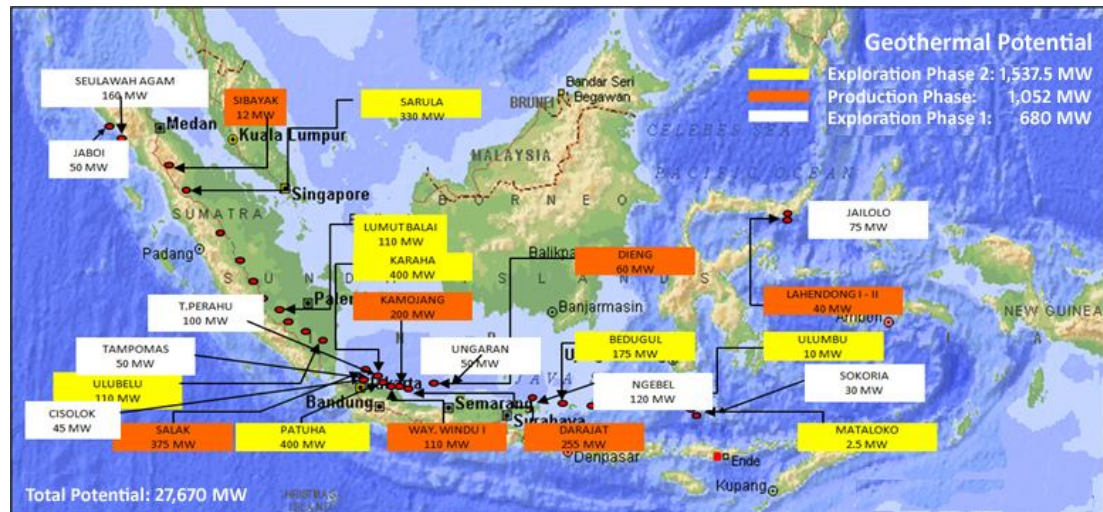 Geothermal Potential
Exploration Phase 2: 1,537.5 MW
Production Phase: 1,052 MW
Exploration Phase 1: 680 MW
SEULAWAH AGAM
160 MW
SIBAYAK
12 MW
SARULA
330 MW
Bandar Seri
Begawan
BRUNEI
Medan
Kuala Lumpur
CELEBES SEA
JABOI
50 MW
MALAYSIA
PACIFIC OCEAN
Singapore
BORNEO
SUMATRA
JAILOLO
75 MW
LUMUT BALAI
110 MW
Padang
Balikpa
DIENG
60 MW
KARAHA
400 MW
SUND
ISLANDS
LAHENDONG I - II
40 MW
NEW GUINEA
T.PERAHU
100 MW
Palem
KAMOJANG
200 MW
Banjarmasin
Ambon
TAMPOMAS
50 MW
UNGARAN
50 MW
BEDUGUL
175 MW
ULUMBU
10 MW
JAVA
ULUBELU
110 MW
NGEBEL
120 MW
SOKORIA
30 MW
CISOLOK
45 MW
Bandung
Semarang
Surabaya
SALAK
375 MW
PATUHA
400 MW
WAY. WINDU I
110 MW
DARAJAT
255 MW
MATALOKO
2.5 MW
Denpasar
Ende
Kupang
Total Potential: 27,670 MW